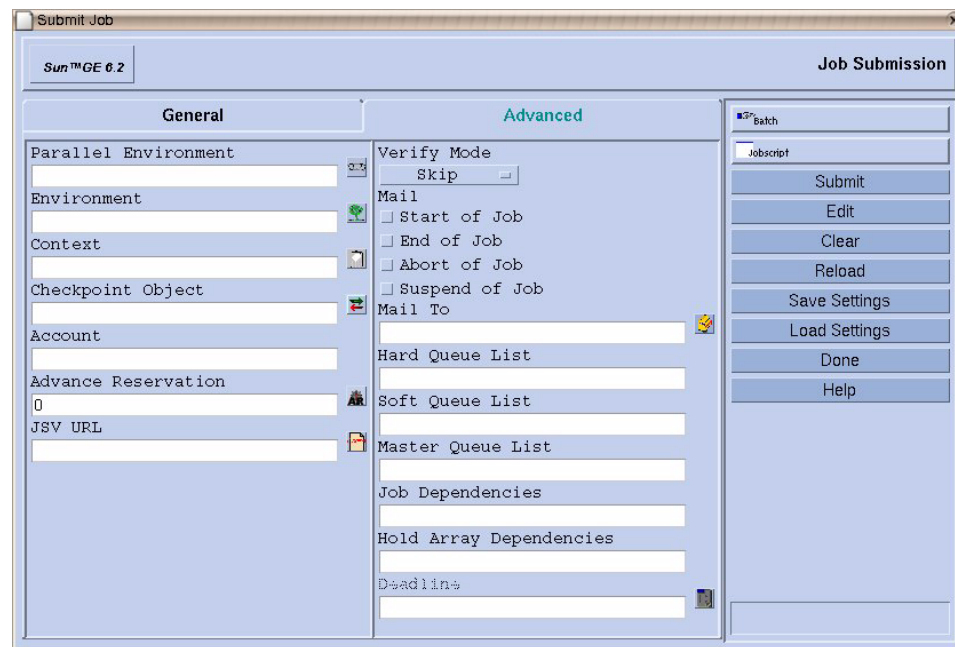 Submit Job
Sun™GE 6.2
Job Submission
General
Advanced
Parallel Environment
Environment
Context
Checkpoint Object
Account
Advance Reservation
0
AR
JSV URL
Verify Mode
Skip
Mail
Start of Job
End of Job
Abort of Job
Suspend of Job
Mail To
Hard Queue List
Soft Queue List
Master Queue List
Job Dependencies
Hold Array Dependencies
Deadline
Batch
Jobscript
Submit
Edit
Clear
Reload
Save Settings
Load Settings
Done
Help